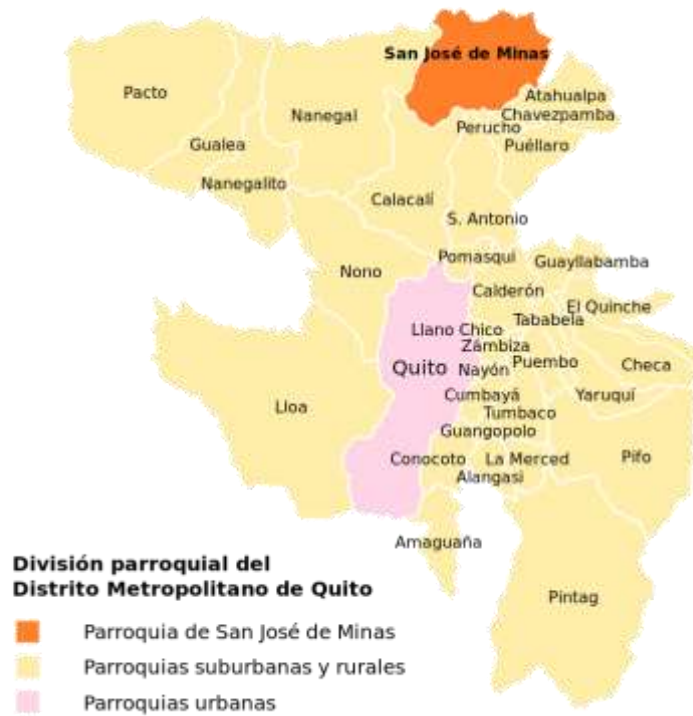 San José de Minas
Pacto
Nanegal
Atahualpa
Chavezpamba
Perucho
Gualea
Puéllaro
Nanegalito
Calacalí
S. Antonio
Pomasqui
Guayllabamba
Nono
Calderón
El Quinche
Tababela
Llano Chico
Zámbiza
Quito
Nayón
Puembo
Checa
Cumbayá
Yaruquí
Lloa
Tumbaco
Guangopolo
Conocoto
La Merced
Pifo
Alangasi
Amaguaña
Pintag
División parroquial del
Distrito Metropolitano de Quito
Parroquia de San José de Minas
Parroquias suburbanas y rurales
Parroquias urbanas